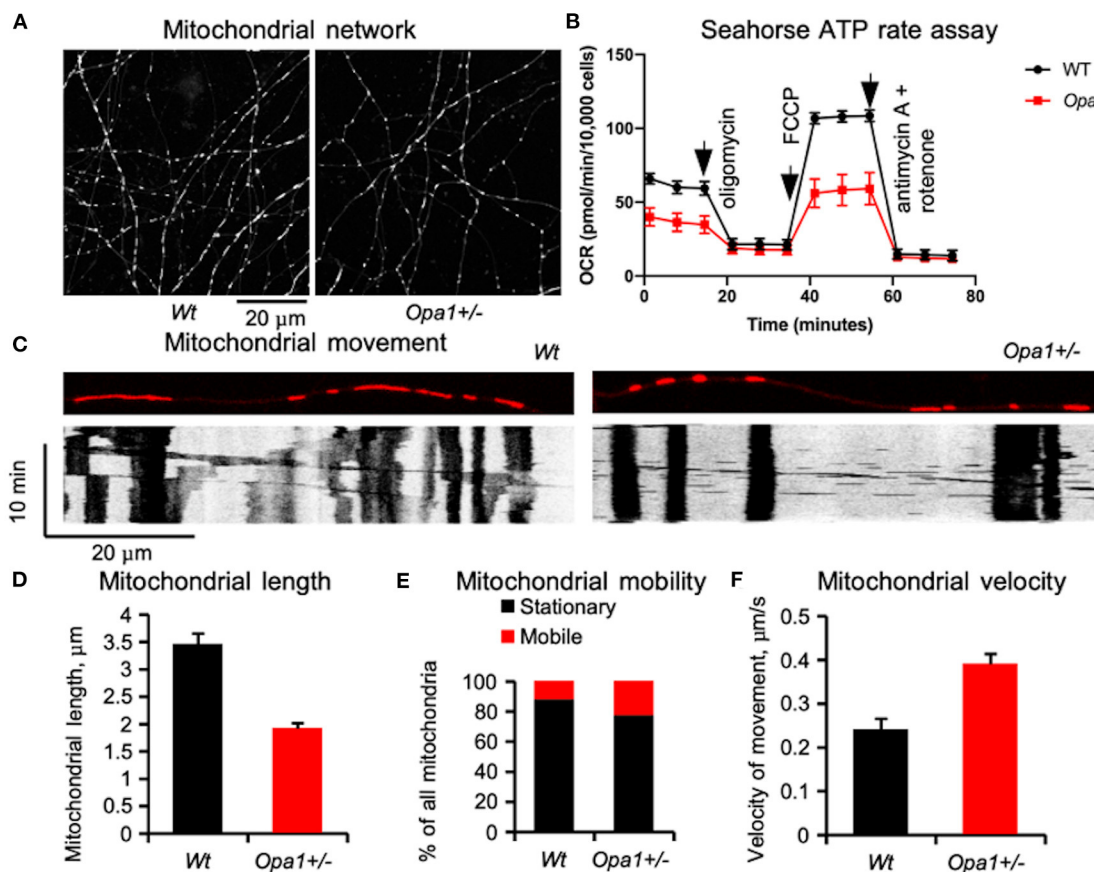 A
Mitochondrial network
Wt
20 μm
Opa1+/-
B
Seahorse ATP rate assay
OCR (pmol/min/10,000 cells)
150
100
50
0
oligomycin
FCCP
antimycin A +
rotenone
0
20
40
60
80
Time (minutes)
WT
Opa
C
Mitochondrial movement
Wt
Opa1+/-
10 min
20 μm
D
Mitochondrial length
Mitochondrial length, μm
4
3.5
3
2.5
2
1.5
1
0.5
0
Wt
Opa1+/-
E
Mitochondrial mobility
Stationary
Mobile
% of all mitochondria
100
80
60
40
20
0
Wt
Opa1+/-
F
Mitochondrial velocity
Velocity of movement, μm/s
0.5
0.4
0.3
0.2
0.1
0
Wt
Opa1+/-